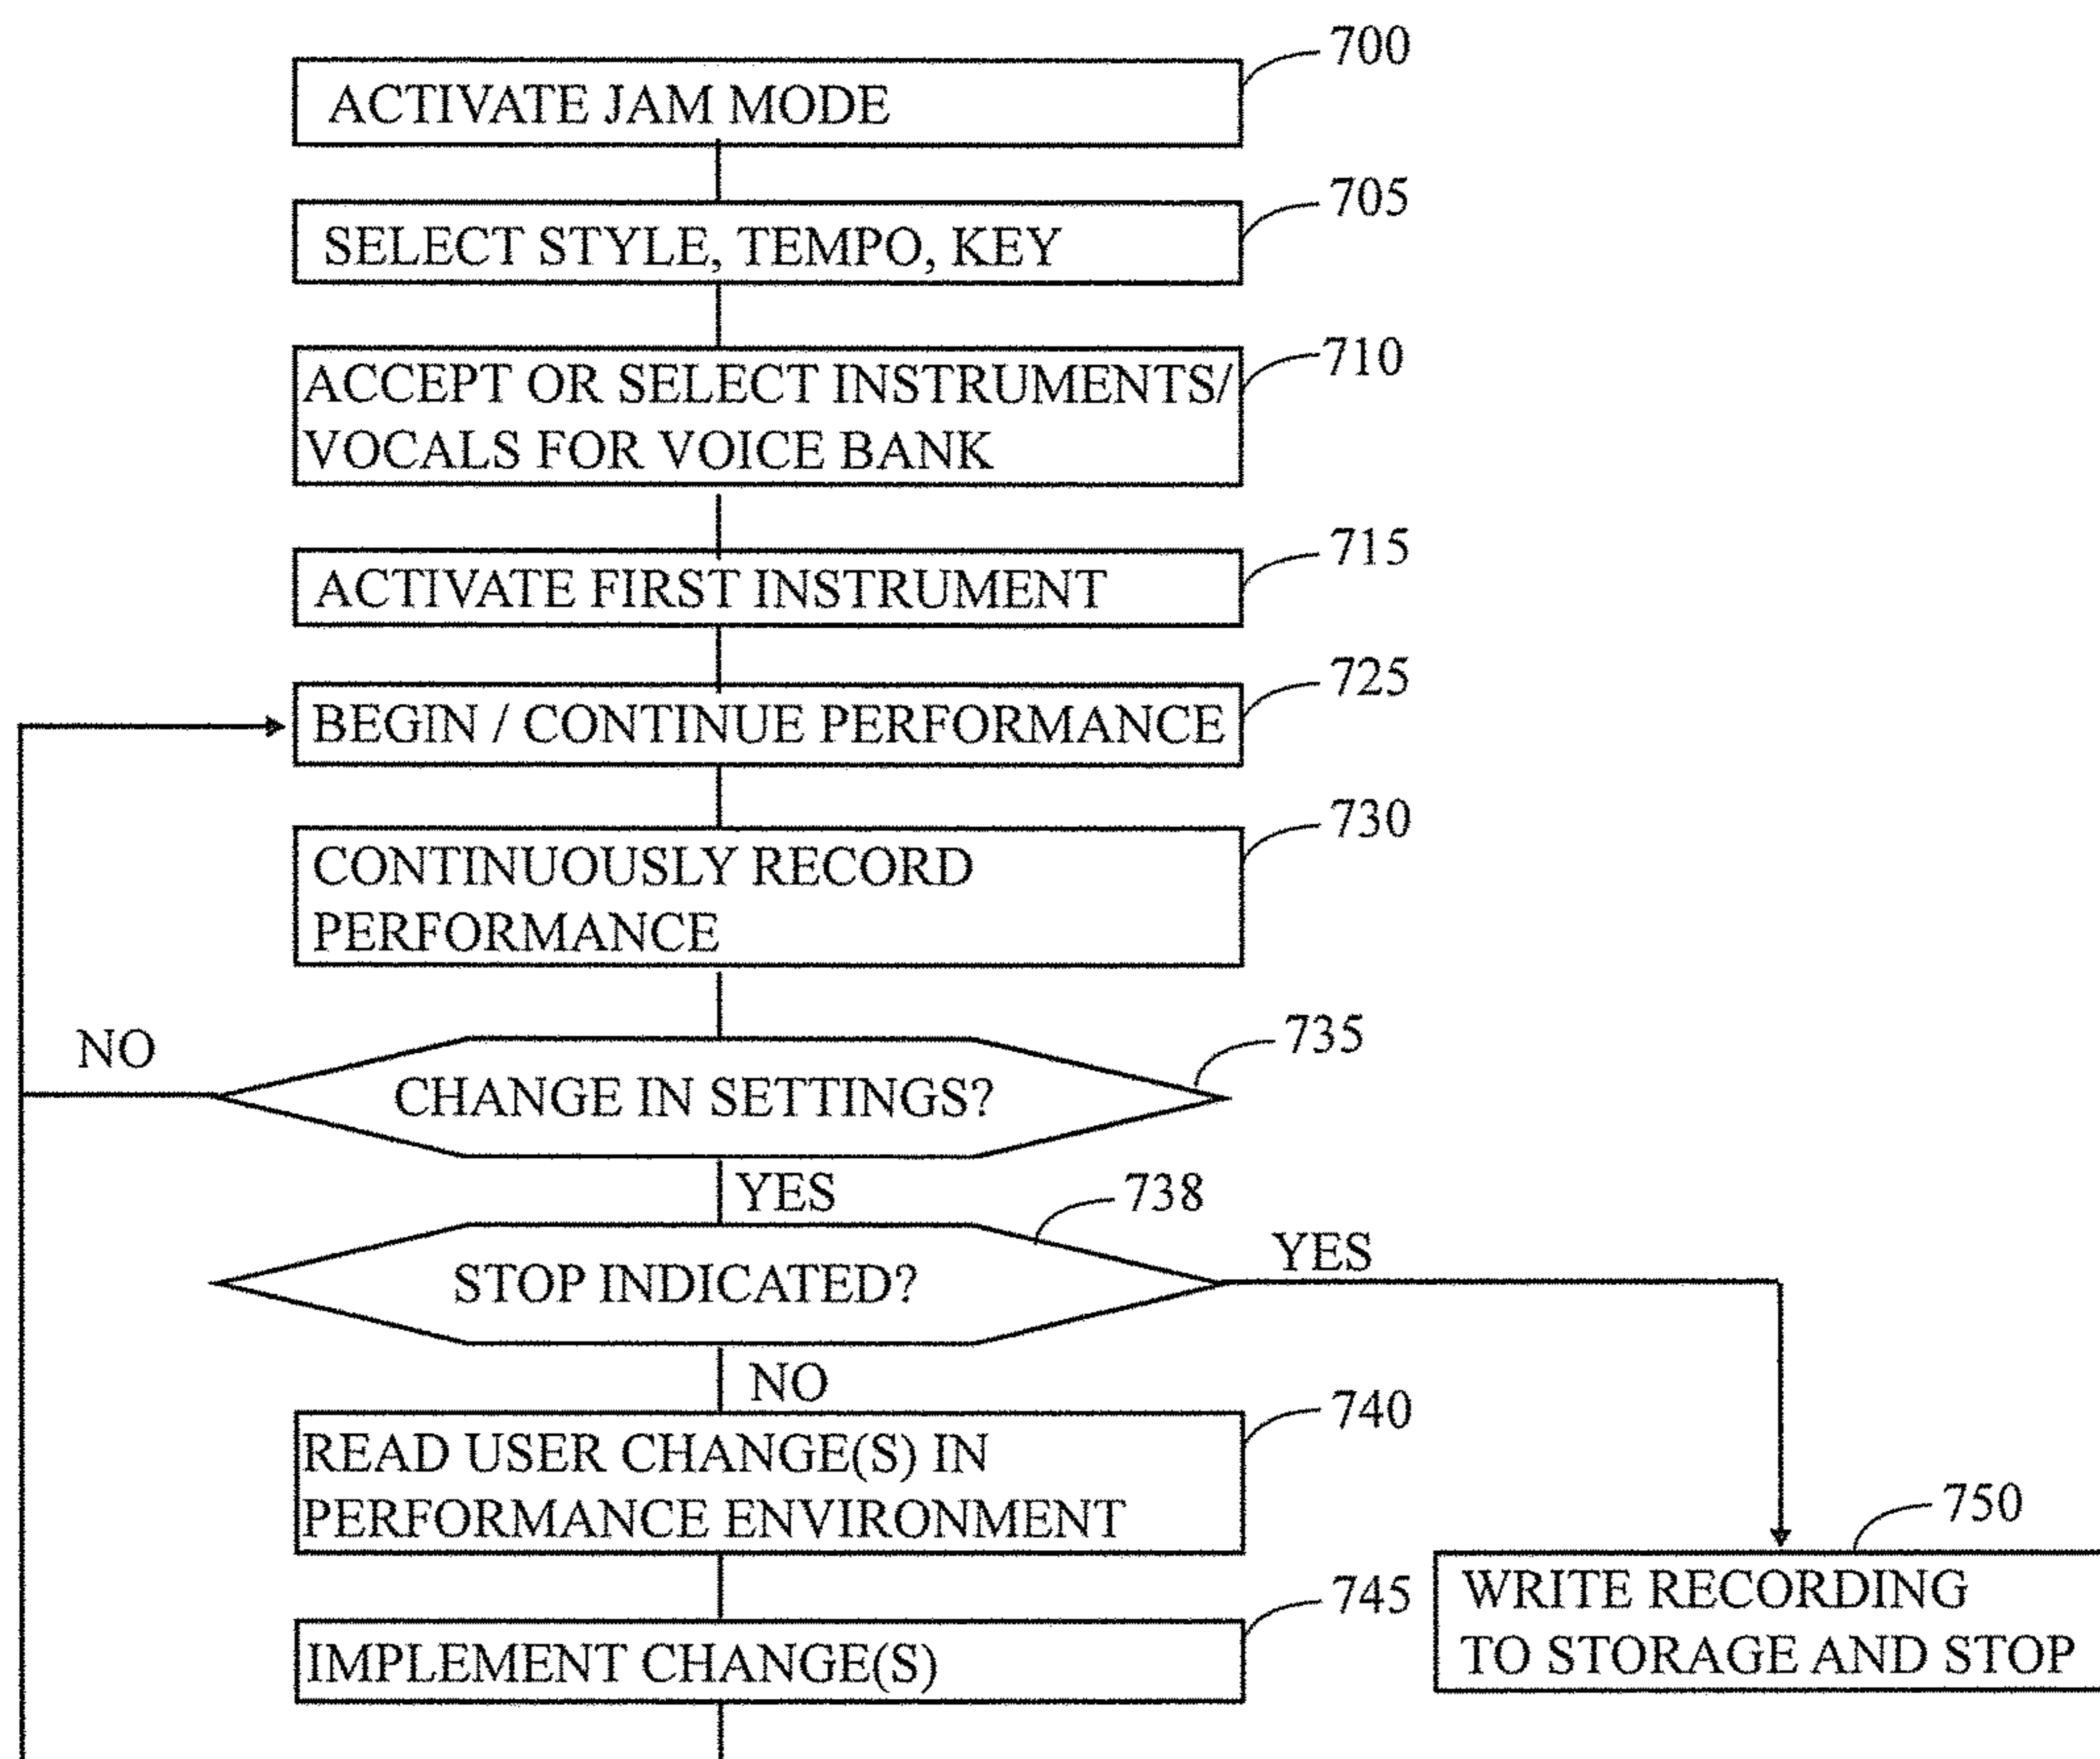 700
ACTIVATE JAM MODE
705
SELECT STYLE, TEMPO, KEY
710
ACCEPT OR SELECT INSTRUMENTS/
VOCALS FOR VOICE BANK
715
ACTIVATE FIRST INSTRUMENT
725
BEGIN / CONTINUE PERFORMANCE
730
CONTINUOUSLY RECORD
PERFORMANCE
735
NO
CHANGE IN SETTINGS?
YES
738
STOP INDICATED?
YES
NO
740
READ USER CHANGE(S) IN
PERFORMANCE ENVIRONMENT
745
IMPLEMENT CHANGE(S)
750
WRITE RECORDING
TO STORAGE AND STOP